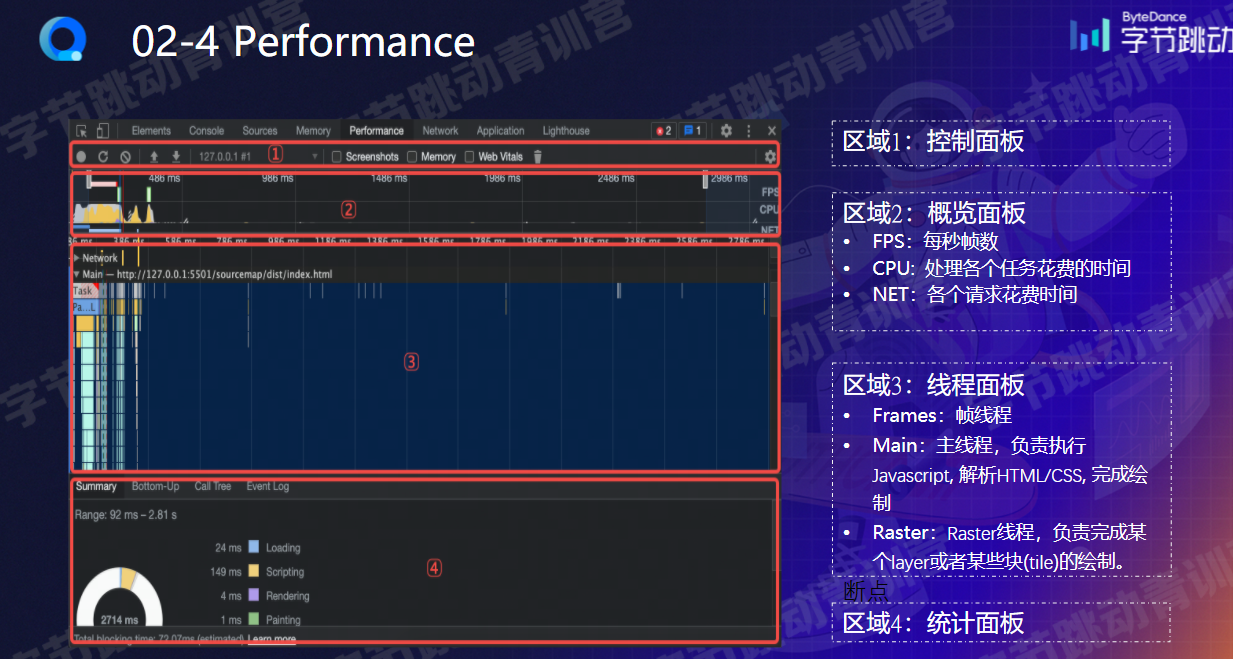 02-4 Performance
ByteDance
字节跳动
字节跳动青训营
Elements Console Sources Memory Performance Network Application Lighthouse 2 1
127.0.0.1 #1 ① Screenshots Memory Web Vitals
486 ms 986 ms 1486 ms 1986 ms 2486 ms 2986 ms
FPS
② CPU
NET
86 ms 386 ms 586 ms 786 ms 986 ms 1186 ms 1386 ms 1586 ms 1786 ms 1986 ms 2186 ms 2386 ms 2586 ms 2786 ms
Network
Main — http://127.0.0.1:5501/sourcemap/dist/index.html
Task
Pa...L
③
Summary Bottom-Up Call Tree Event Log
Range: 92 ms – 2.81 s
24 ms Loading
149 ms Scripting
4 ms Rendering
1 ms Painting
2714 ms
④
Total blocking time: 72.07ms (estimated) Learn more
区域1：控制面板
区域2：概览面板
• FPS：每秒帧数
• CPU: 处理各个任务花费的时间
• NET：各个请求花费时间
区域3：线程面板
• Frames：帧线程
• Main：主线程，负责执行
Javascript, 解析HTML/CSS, 完成绘
制
• Raster：Raster线程，负责完成某
个layer或者某些块(tile)的绘制。
断点
区域4：统计面板